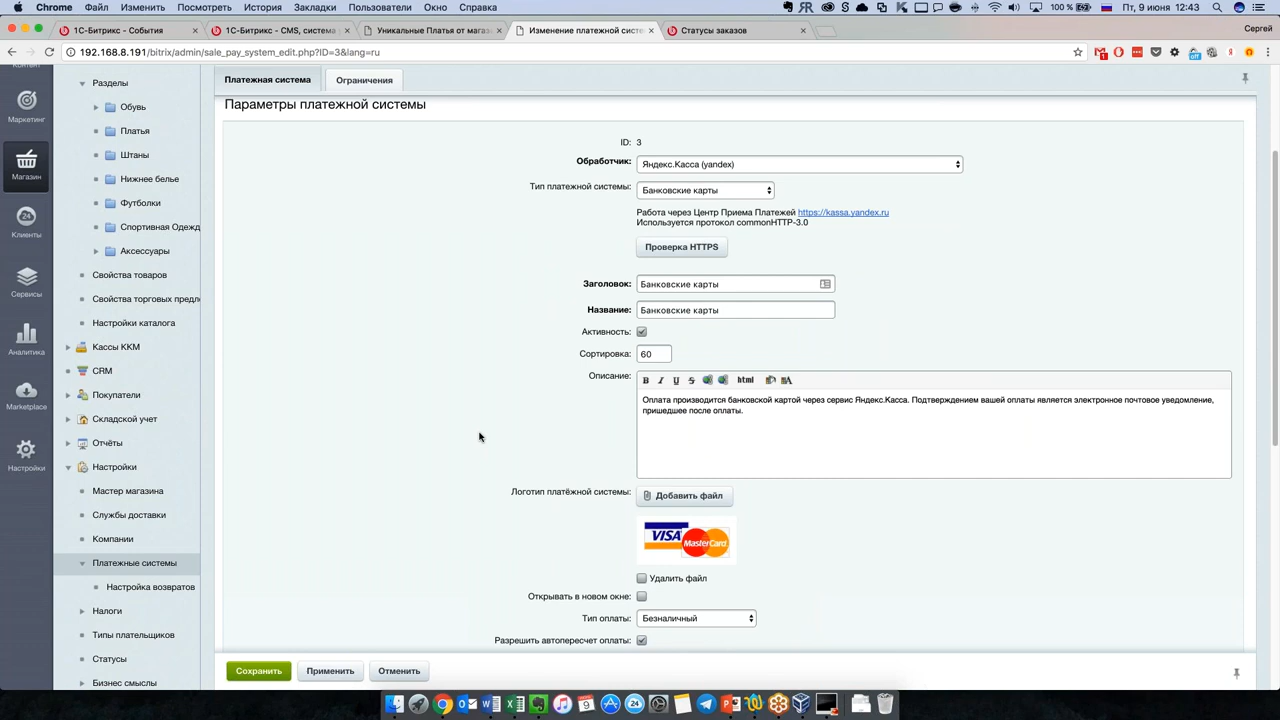 Chrome Файл Изменить Посмотреть История Закладки Пользователи Окно Справка 100 % Пт, 9 июня 12:43
1С-Битрикс - События × 1С-Битрикс - CMS, система × Уникальные Платья от магаз × Изменение платежной систе × Статусы заказов × Сергей
192.168.8.191/bitrix/admin/sale_pay_system_edit.php?ID=3&lang=ru
Маркетинг
Магазин
24
Клиенты
Сервисы
Аналитика
Marketplace
Настройки
Разделы
Обувь
Платья
Штаны
Нижнее белье
Футболки
Спортивная Одежд
Аксессуары
Свойства товаров
Свойства торговых предл
Настройки каталога
Кассы ККМ
CRM
Покупатели
Складской учет
Отчёты
Настройки
Мастер магазина
Службы доставки
Компании
Платежные системы
Настройка возвратов
Налоги
Типы плательщиков
Статусы
Бизнес смыслы
Платежная система Ограничения
Параметры платежной системы
ID: 3
Обработчик: Яндекс.Касса (yandex)
Тип платежной системы: Банковские карты
Работа через Центр Приема Платежей https://kassa.yandex.ru
Используется протокол commonHTTP-3.0
Проверка HTTPS
Заголовок: Банковские карты
Название: Банковские карты
Активность:
Сортировка: 60
Описание: B I U S html
Оплата производится банковской картой через сервис Яндекс.Касса. Подтверждением вашей оплаты является электронное почтовое уведомление,
пришедшее после оплаты.
Логотип платёжной системы: Добавить файл
VISA MasterCard
Удалить файл
Открывать в новом окне:
Тип оплаты: Безналичный
Разрешить автопересчет оплаты:
Сохранить Применить Отменить